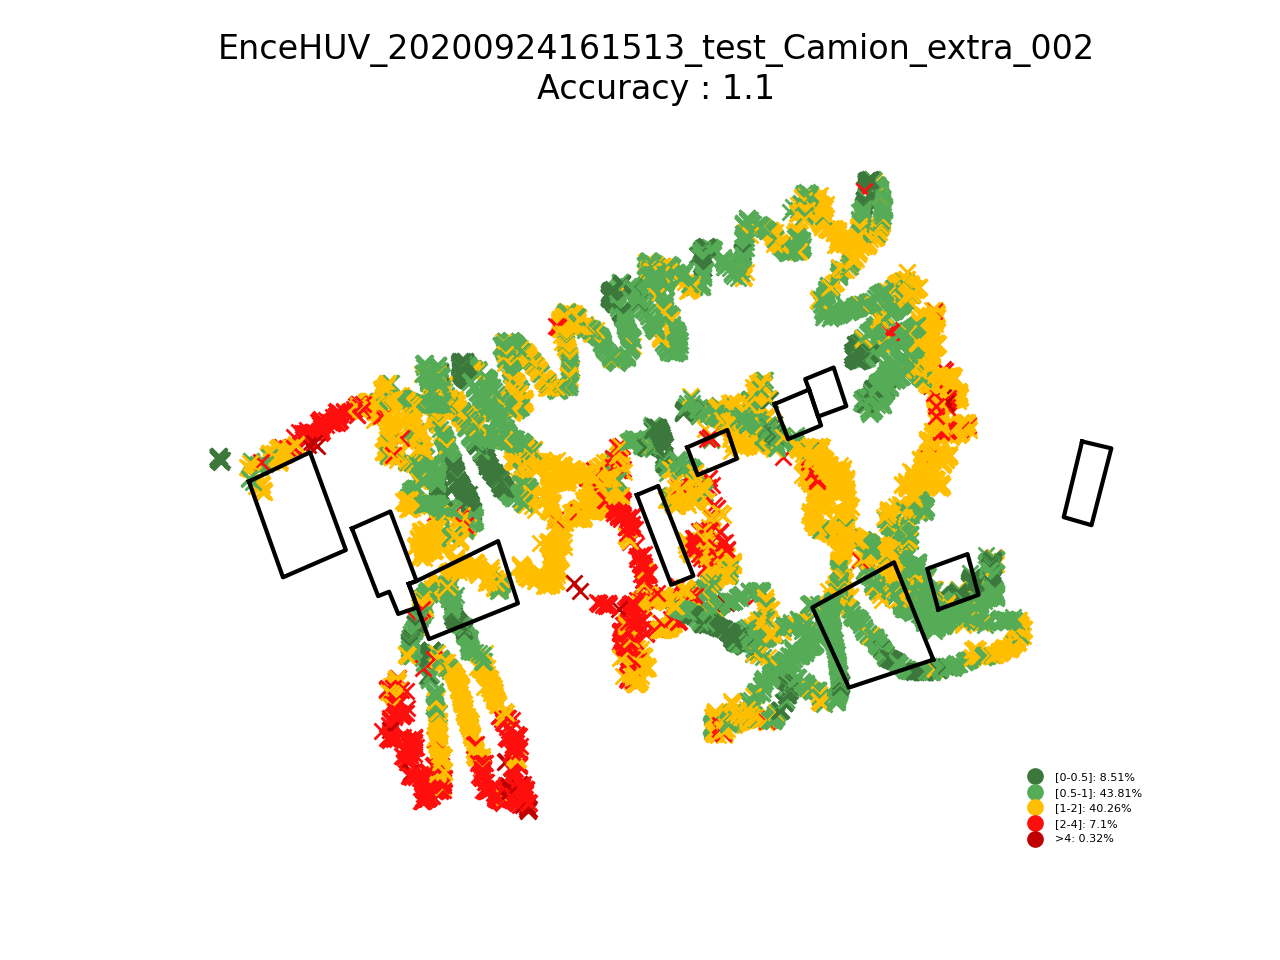 EnceHUV_20200924161513_test_Camion_extra_002
Accuracy : 1.1
[0-0.5]: 8.51%
[0.5-1]: 43.81%
[1-2]: 40.26%
[2-4]: 7.1%
>4: 0.32%